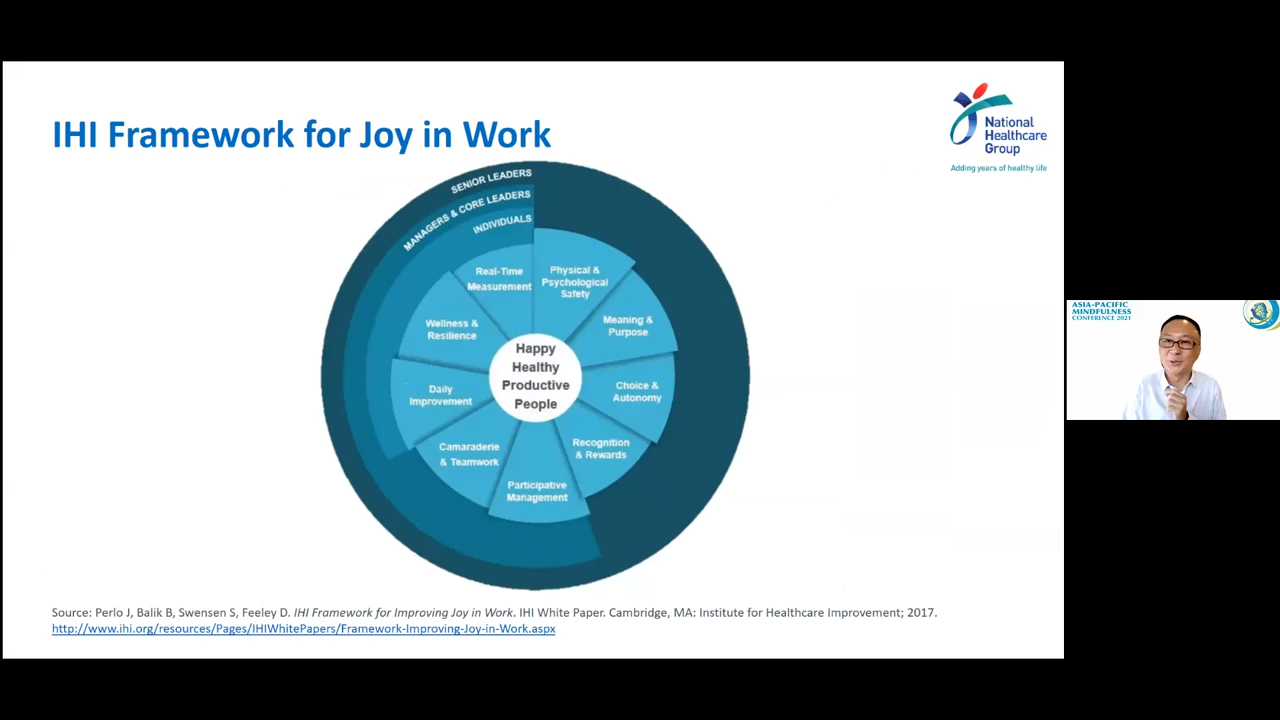 IHI Framework for Joy in Work
National
Healthcare
Group
Adding years of healthy life
SENIOR LEADERS
MANAGERS & CORE LEADERS
INDIVIDUALS
Real-Time
Measurement
Physical &
Psychological
Safety
Meaning &
Purpose
Choice &
Autonomy
Recognition
& Rewards
Participative
Management
Camaraderie
& Teamwork
Daily
Improvement
Wellness &
Resilience
Happy
Healthy
Productive
People
Source: Perlo J, Balik B, Swensen S, Feeley D. IHI Framework for Improving Joy in Work. IHI White Paper. Cambridge, MA: Institute for Healthcare Improvement; 2017.
http://www.ihi.org/resources/Pages/IHIWhitePapers/Framework-Improving-Joy-in-Work.aspx
ASIA-PACIFIC
MINDFULNESS
CONFERENCE 2021